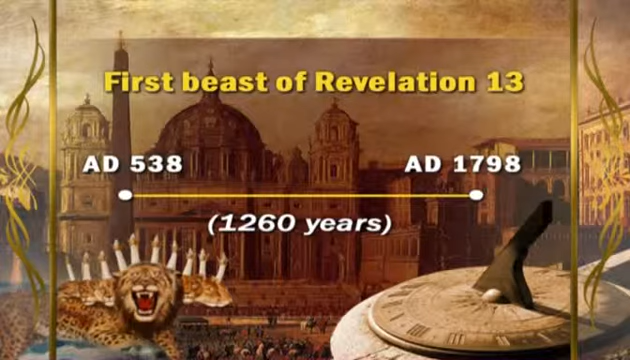 First beast of Revelation 13
AD 538
AD 1798
(1260 years)